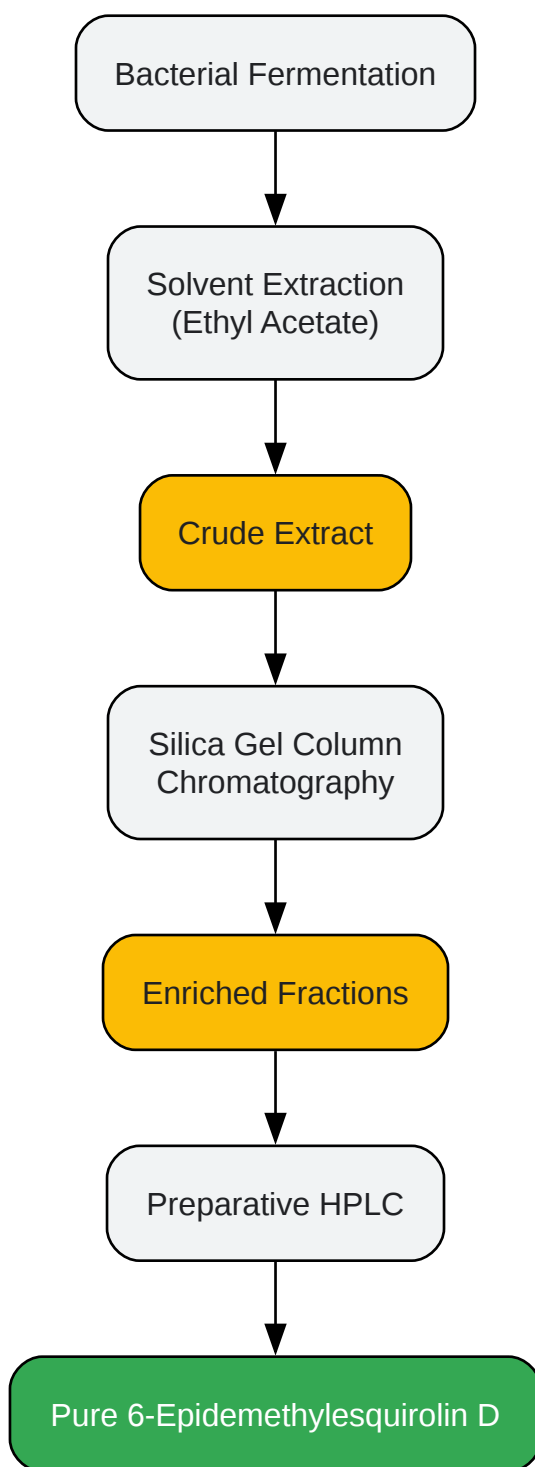 Bacterial Fermentation
Solvent Extraction
(Ethyl Acetate)
Crude Extract
Silica Gel Column
Chromatography
Enriched Fractions
Preparative HPLC
Pure 6-Epidemethylesquirolin D